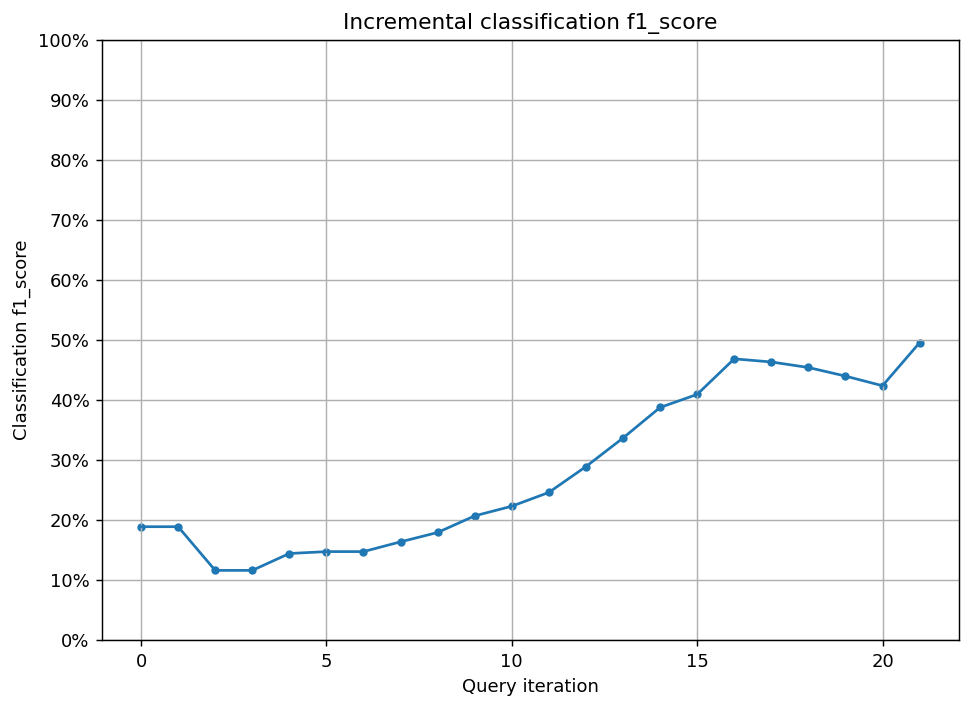 Incremental classification f1_score
100%
90%
80%
70%
60%
50%
40%
30%
20%
10%
0%
Classification f1_score
0 5 10 15 20
Query iteration